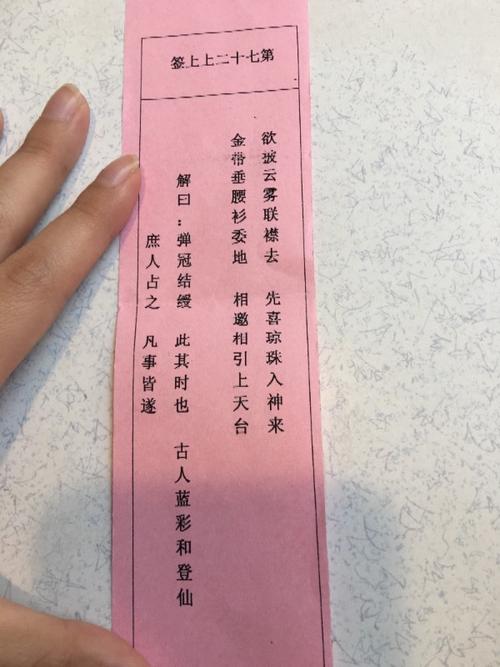 第七十二上上签
欲披云雾联襟去 先喜琼珠入神来
金带垂腰衫委地 相邀相引上天台
解曰:弹冠结绶 此其时也 古人蓝彩和登仙
庶人占之 凡事皆遂